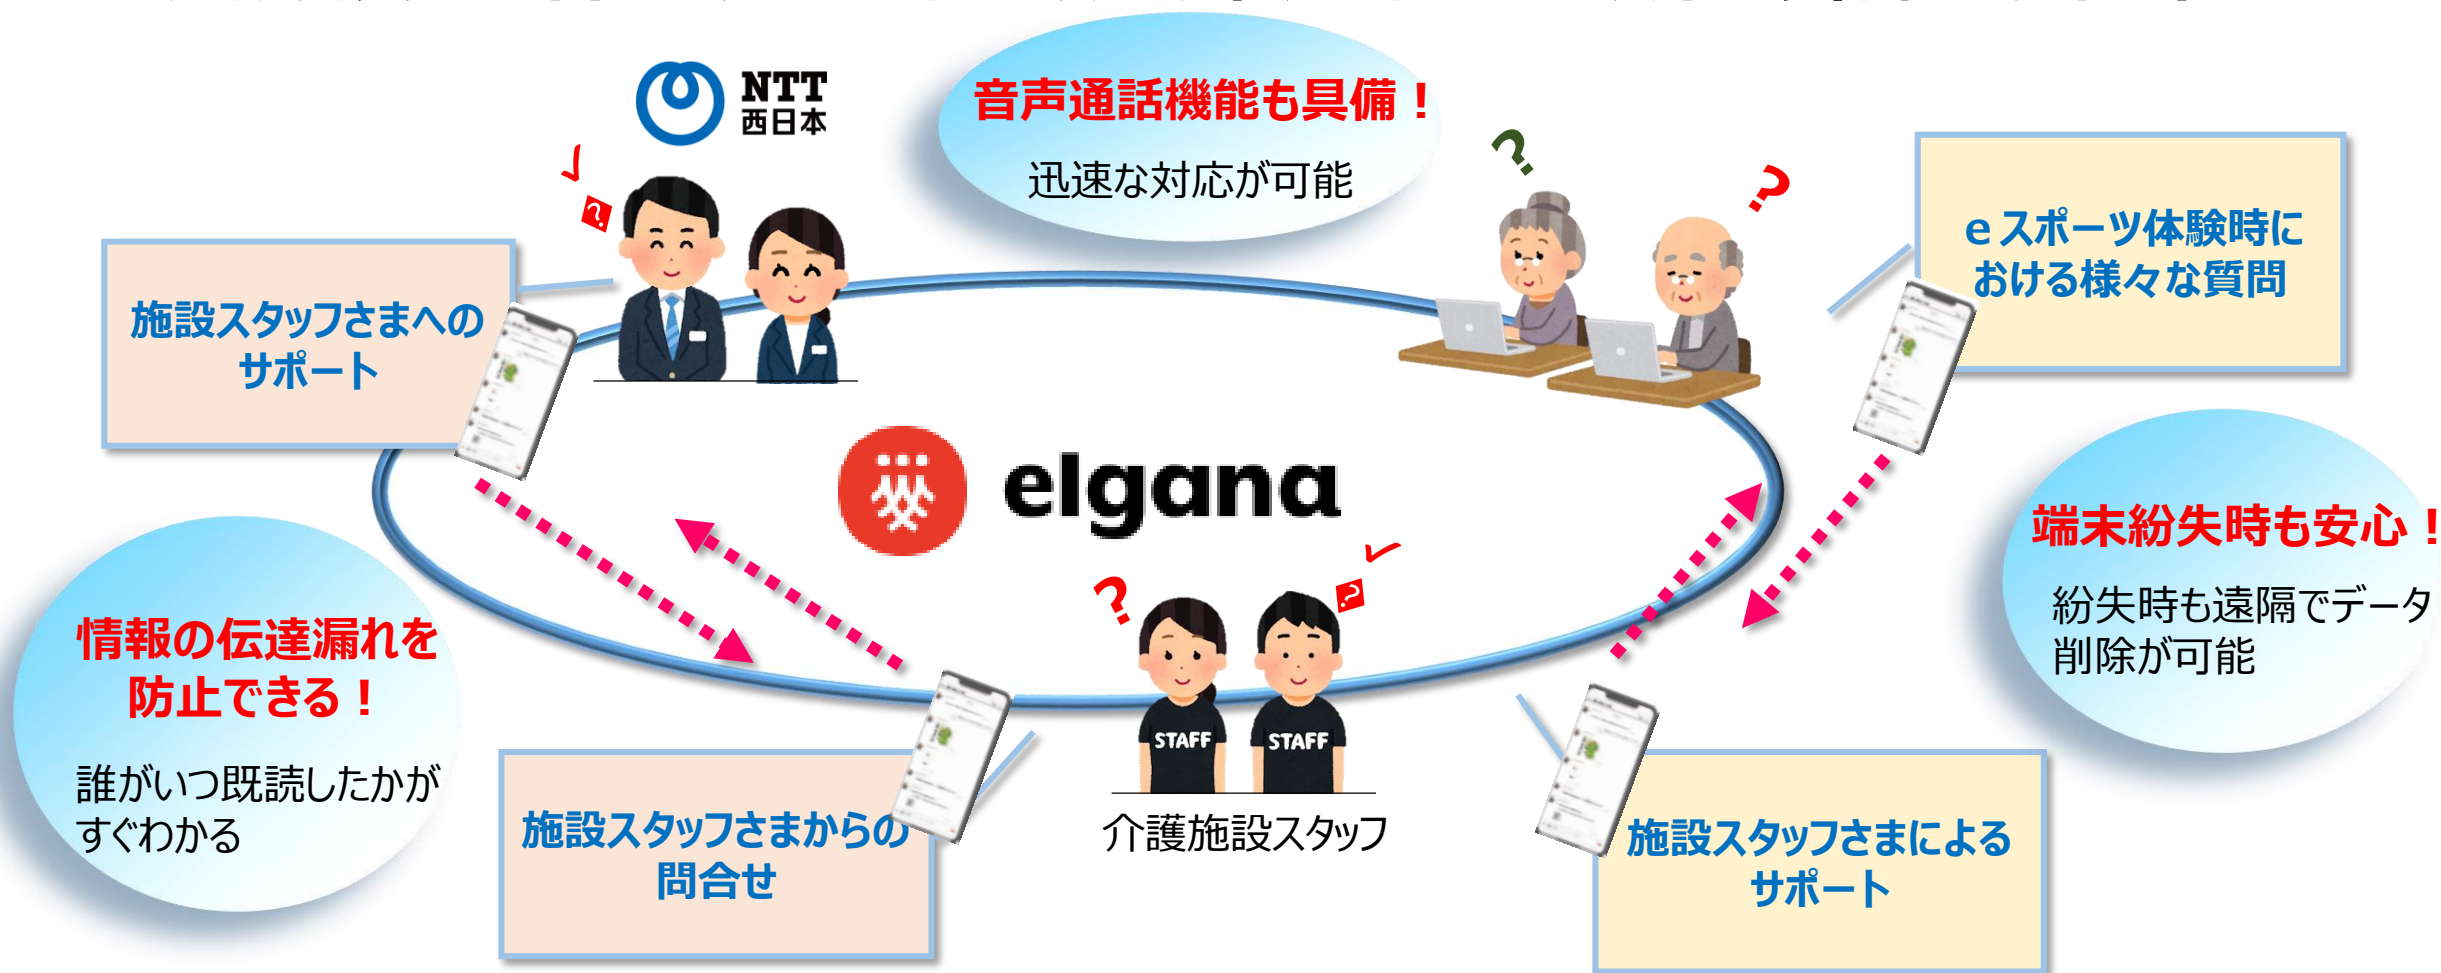 NTT
西日本
音声通話機能も具備！
迅速な対応が可能
eスポーツ体験時に
おける様々な質問
施設スタッフさまへの
サポート
elgana
端末紛失時も安心！
紛失時も遠隔でデータ
削除が可能
情報の伝達漏れを
防止できる！
誰がいつ既読したかが
すぐわかる
STAFF
STAFF
介護施設スタッフ
施設スタッフさまからの
問合せ
施設スタッフさまによる
サポート